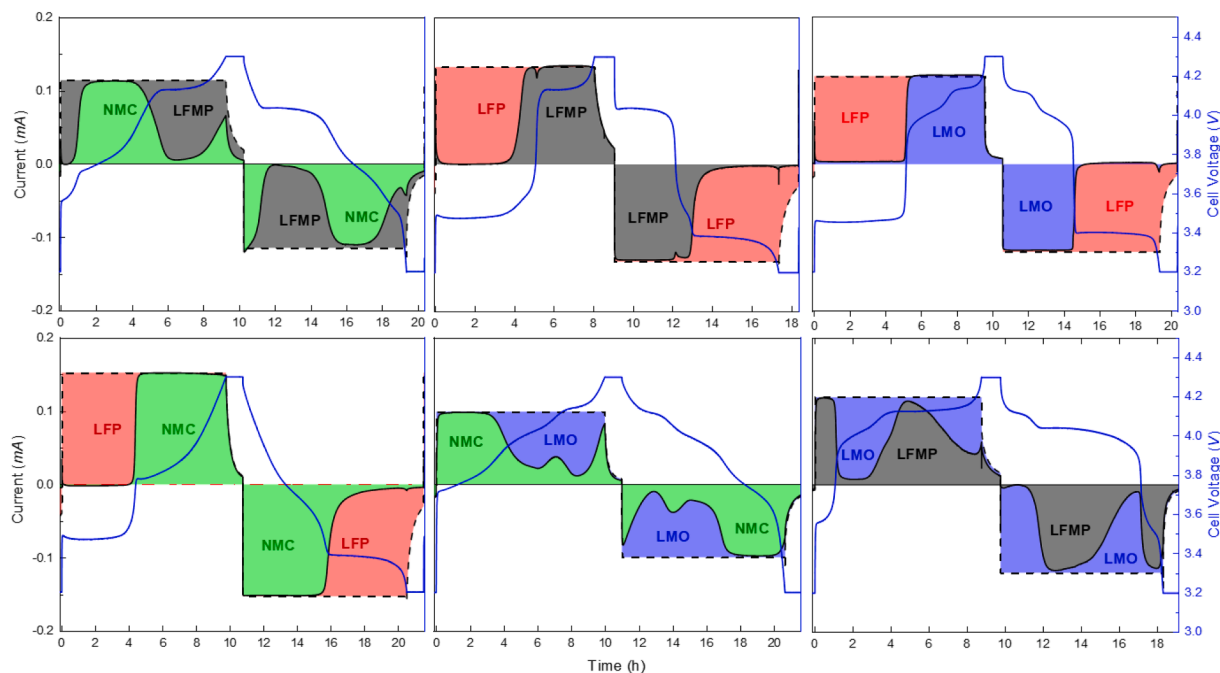 0.2
0.1
0.0
-0.1
-0.2
Current (mA)
NMC
LFMP
LFMP
NMC
0 2 4 6 8 10 12 14 16 18 20
LFP
LFMP
LFMP
LFP
0 2 4 6 8 10 12 14 16 18
LFP
LMO
LMO
LFP
0 2 4 6 8 10 12 14 16 18 20
4.4
4.2
4.0
3.8
3.6
3.4
3.2
3.0
Cell Voltage (V)
0.2
0.1
0.0
-0.1
-0.2
Current (mA)
LFP
NMC
NMC
LFP
0 2 4 6 8 10 12 14 16 18 20
NMC
LMO
LMO
NMC
0 2 4 6 8 10 12 14 16 18 20
LMO
LFMP
LFMP
LMO
0 2 4 6 8 10 12 14 16 18
4.4
4.2
4.0
3.8
3.6
3.4
3.2
3.0
Cell Voltage (V)
Time (h)